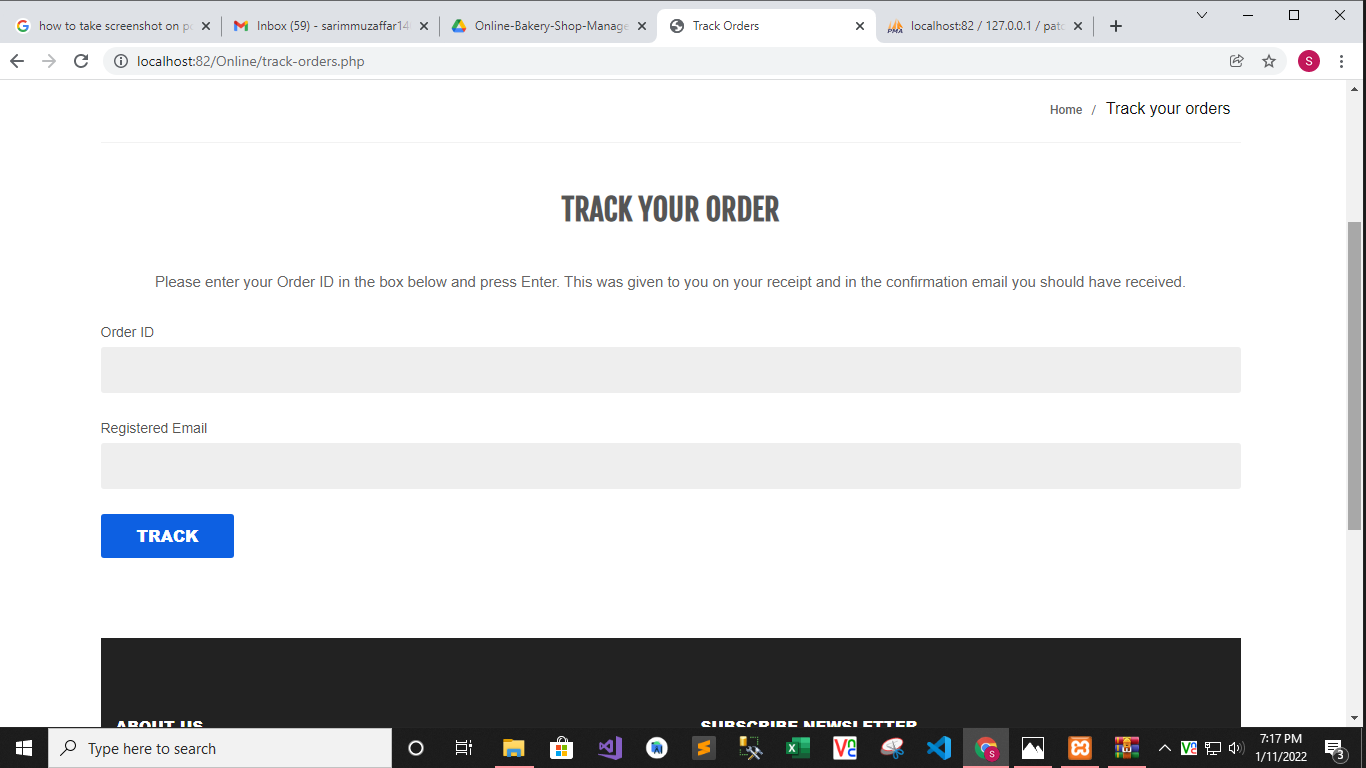 how to take screenshot on pc
Inbox (59) - sarimmuzaffar14
Online-Bakery-Shop-Manage
Track Orders
localhost:82 / 127.0.0.1 / patc
localhost:82/Online/track-orders.php
S
Home / Track your orders
TRACK YOUR ORDER
Please enter your Order ID in the box below and press Enter. This was given to you on your receipt and in the confirmation email you should have received.
Order ID
Registered Email
TRACK
ABOUT US
SUBSCRIBE NEWSLETTER
Type here to search
7:17 PM
1/11/2022
3